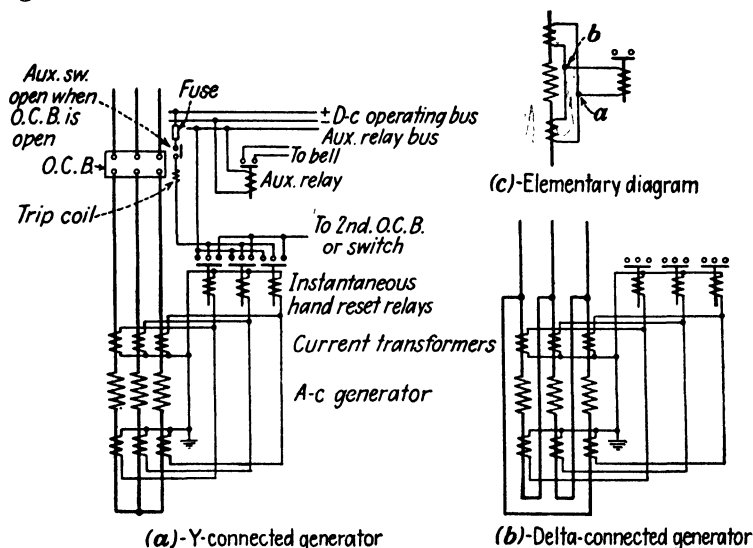 Aux. sw.
open when
O.C.B. is
open
Fuse
± D-c operating bus
Aux. relay bus
To bell
Aux. relay
O.C.B.
Trip coil
To 2nd. O.C.B.
or switch
Instantaneous
hand reset relays
Current transformers
A-c generator
(a)-Y-connected generator
b
a
(c)-Elementary diagram
(b)-Delta-connected generator